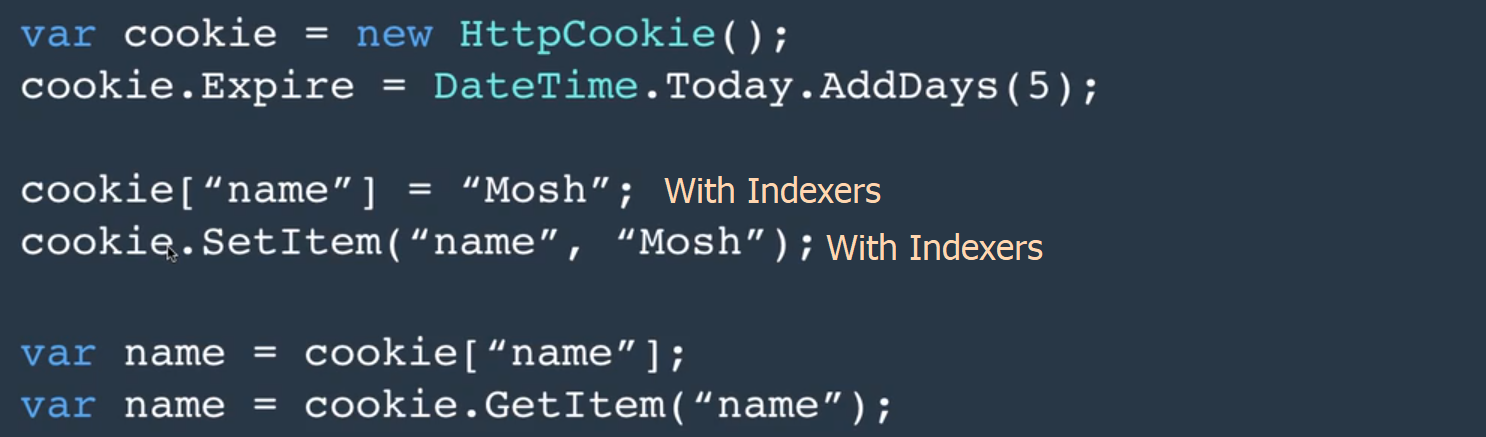 var cookie = new HttpCookie();
cookie.Expire = DateTime.Today.AddDays(5);
cookie[“name”] = “Mosh”; With Indexers
cookie.SetItem(“name”, “Mosh”); With Indexers
var name = cookie[“name”];
var name = cookie.GetItem(“name”);